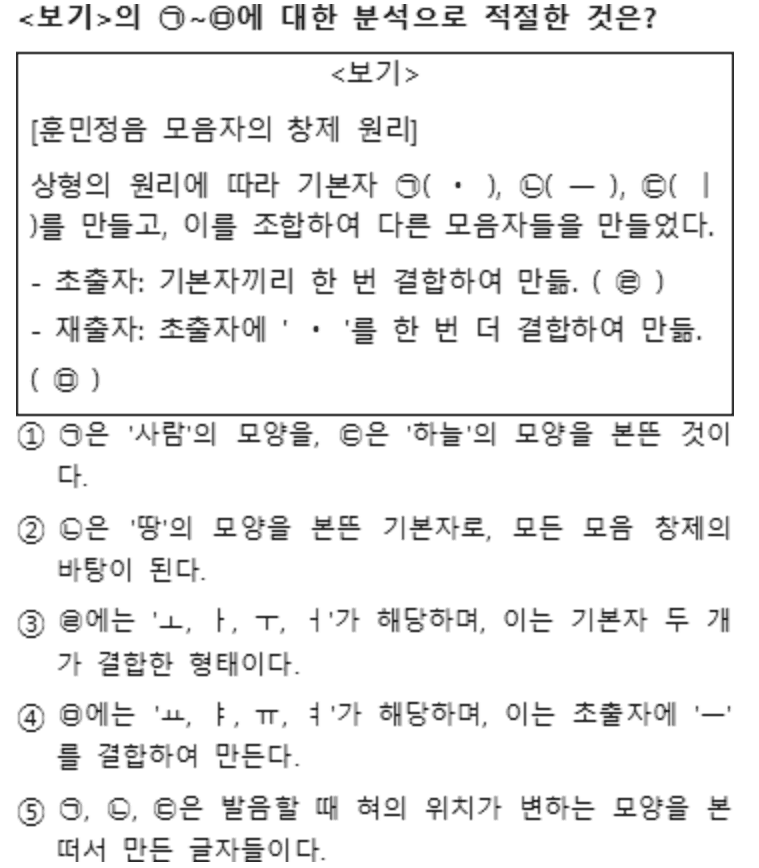 <보기>의 ㉠~㉤에 대한 분석으로 적절한 것은?
<보기>
[훈민정음 모음자의 창제 원리]
상형의 원리에 따라 기본자 ㉠( ㆍ ), ㉡( ㅡ ), ㉢( ㅣ
)를 만들고, 이를 조합하여 다른 모음자들을 만들었다.
- 초출자: 기본자끼리 한 번 결합하여 만듦. ( ㉣ )
- 재출자: 초출자에 ' ㆍ '를 한 번 더 결합하여 만듦.
( ㉤ )
① ㉠은 '사람'의 모양을, ㉢은 '하늘'의 모양을 본뜬 것이
다.
② ㉡은 '땅'의 모양을 본뜬 기본자로, 모든 모음 창제의
바탕이 된다.
③ ㉣에는 'ㅗ, ㅏ, ㅜ, ㅓ'가 해당하며, 이는 기본자 두 개
가 결합한 형태이다.
④ ㉤에는 'ㅛ, ㅑ, ㅠ, ㅕ'가 해당하며, 이는 초출자에 'ㅡ'
를 결합하여 만든다.
⑤ ㉠, ㉡, ㉢은 발음할 때 혀의 위치가 변하는 모양을 본
떠서 만든 글자들이다.